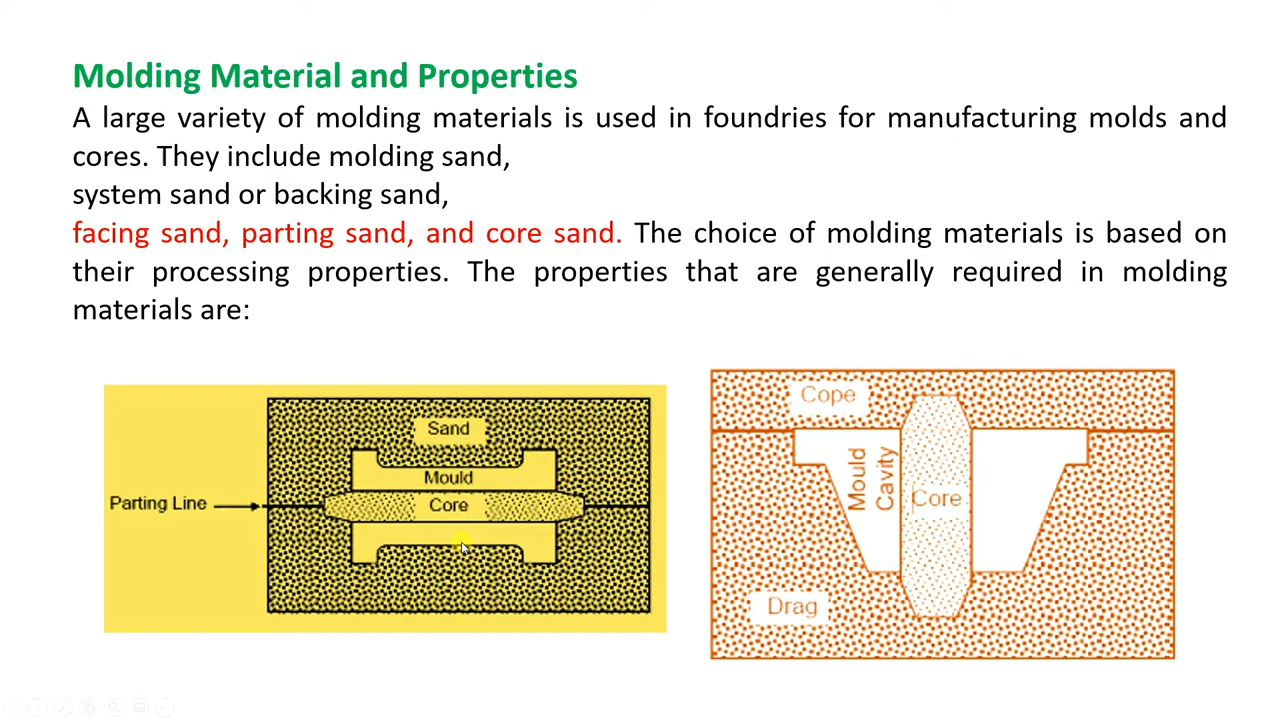 Molding Material and Properties
A large variety of molding materials is used in foundries for manufacturing molds and
cores. They include molding sand,
system sand or backing sand,
facing sand, parting sand, and core sand. The choice of molding materials is based on
their processing properties. The properties that are generally required in molding
materials are:
Sand
Mould
Parting Line
Core
Cope
Mould
Cavity
Core
Drag